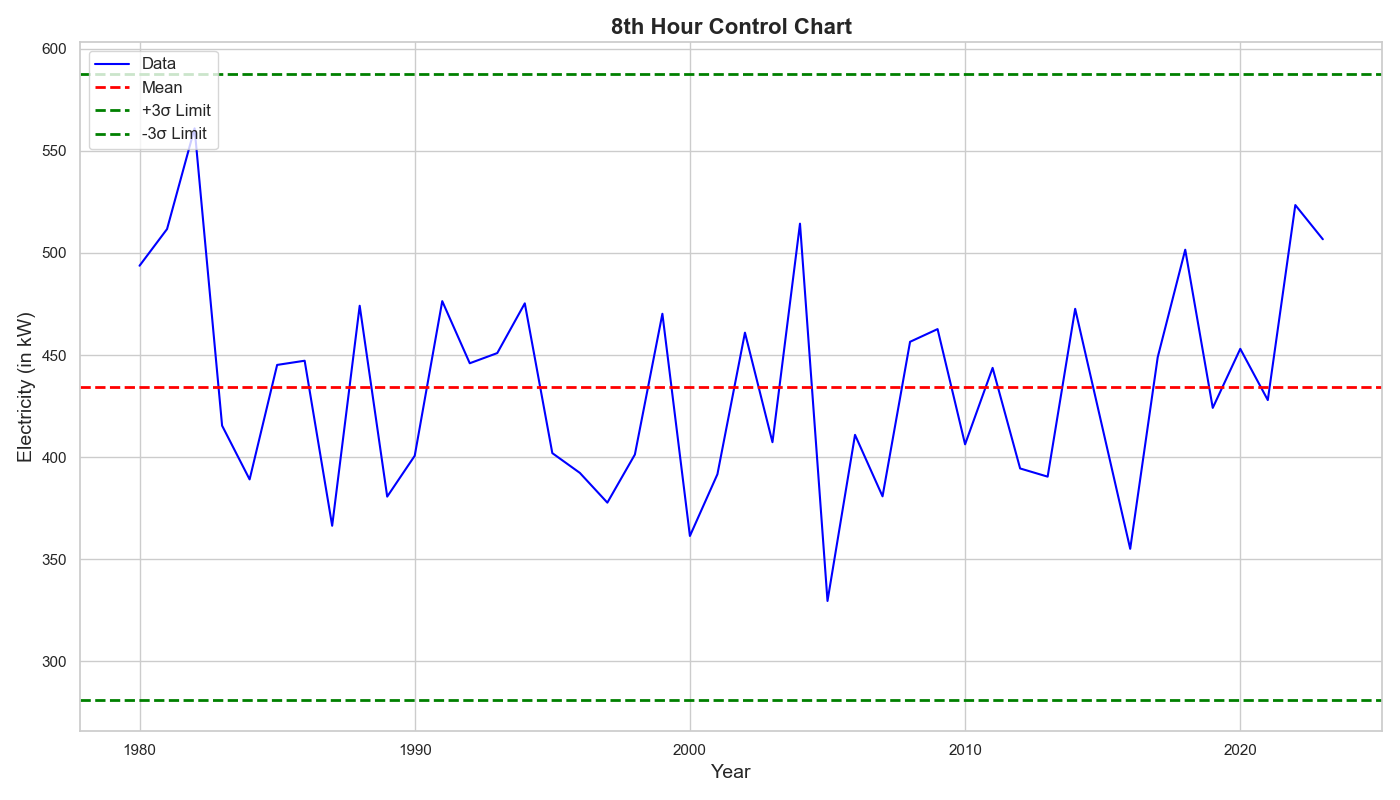 8th Hour Control Chart
Data
Mean
+3σ Limit
-3σ Limit
600
550
500
450
400
350
300
Electricity (in kW)
1980
1990
2000
2010
2020
Year